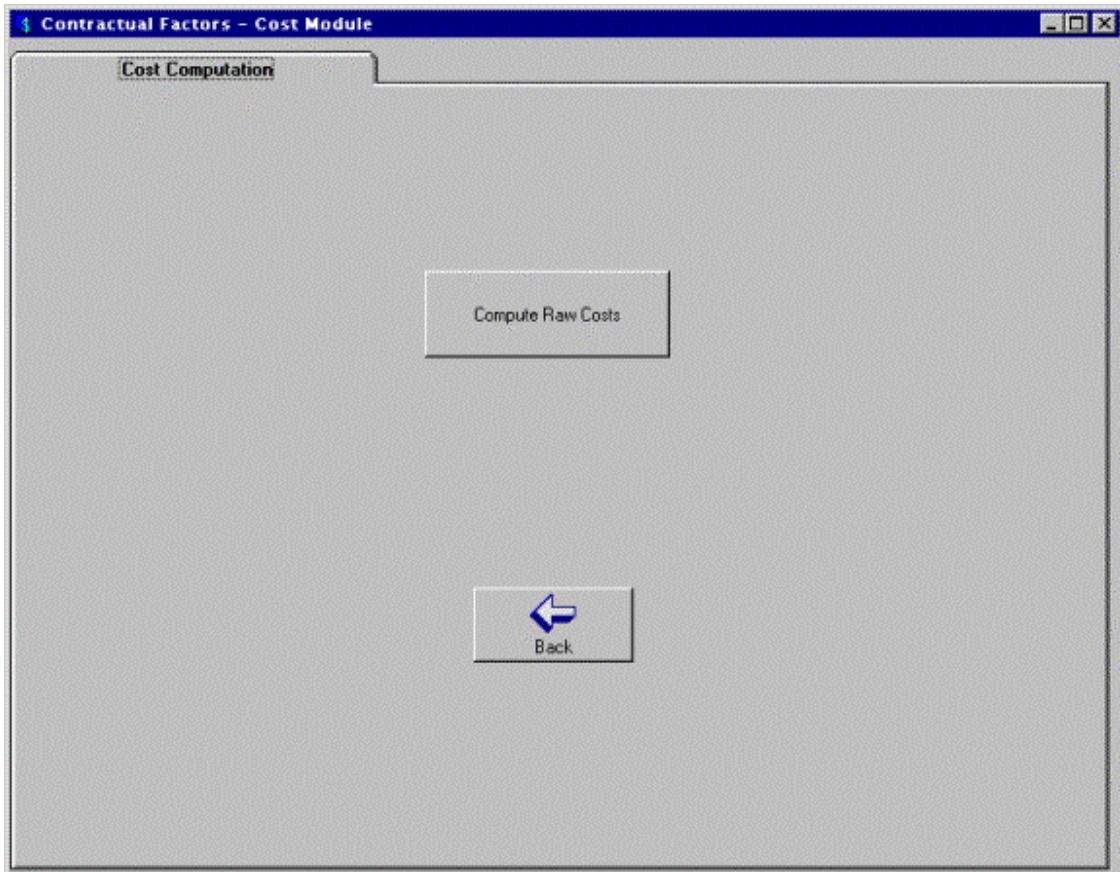 Contractual Factors - Cost Module
Cost Computation
Compute Raw Costs
Back